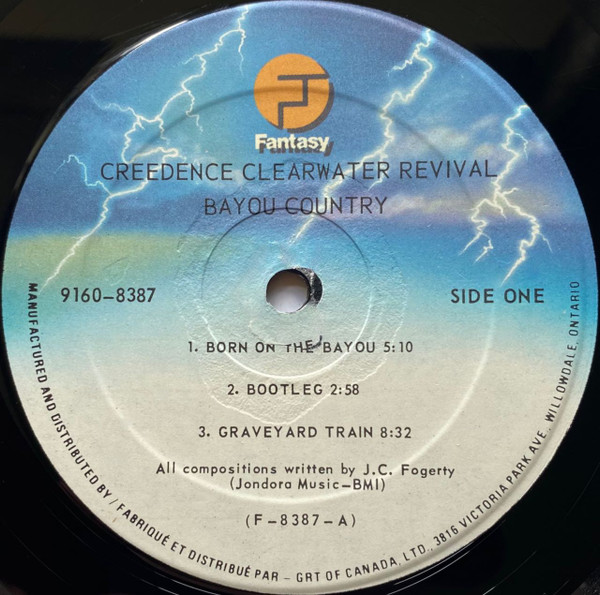 Fantasy
CREEDENCE CLEARWATER REVIVAL
BAYOU COUNTRY
9160-8387
SIDE ONE
1. BORN ON THE BAYOU 5:10
2. BOOTLEG 2:58
3. GRAVEYARD TRAIN 8:32
All compositions written by J.C. Fogerty
(Jondora Music-BMI)
(F-8387-A)
MANUFACTURED AND DISTRIBUTED BY / FABRIQUÉ ET DISTRIBUÉ PAR - GRT OF CANADA, LTD., 3816 VICTORIA PARK AVE., WILLOWDALE, ONTARIO